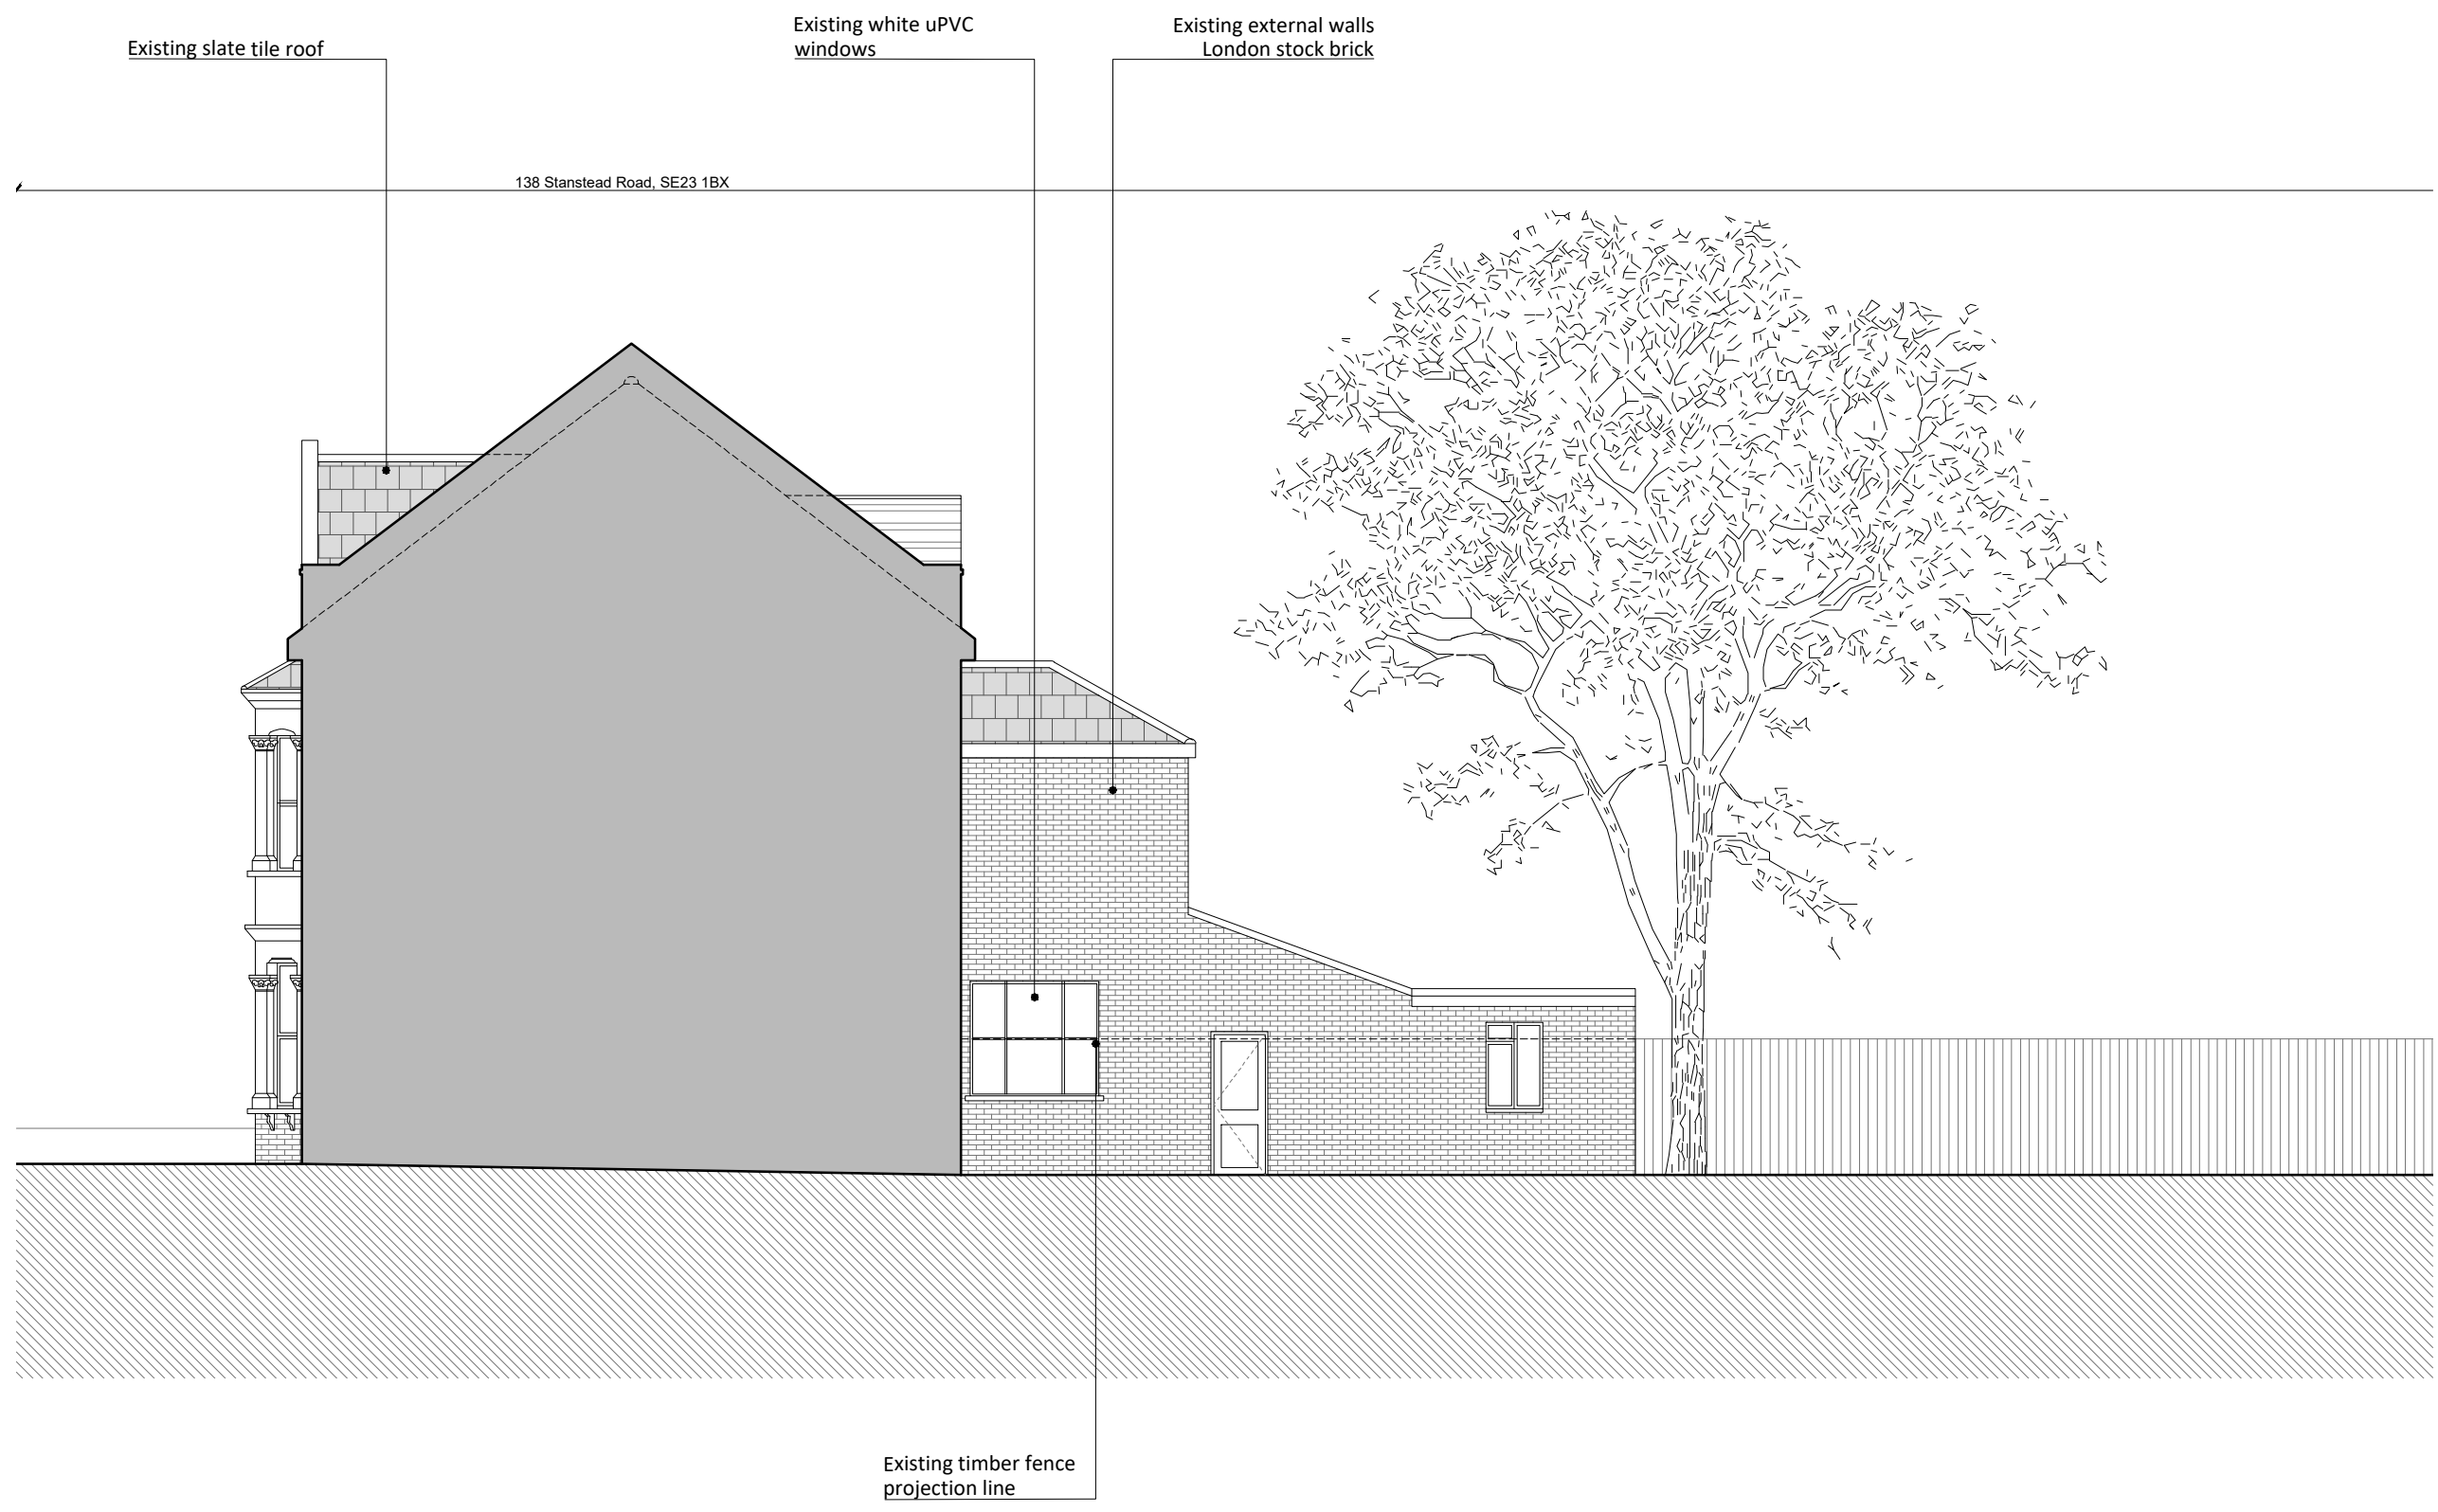 Existing slate tile roof
Existing white uPVC
windows
Existing external walls
London stock brick
138 Stanstead Road, SE23 1BX
Existing timber fence
projection line